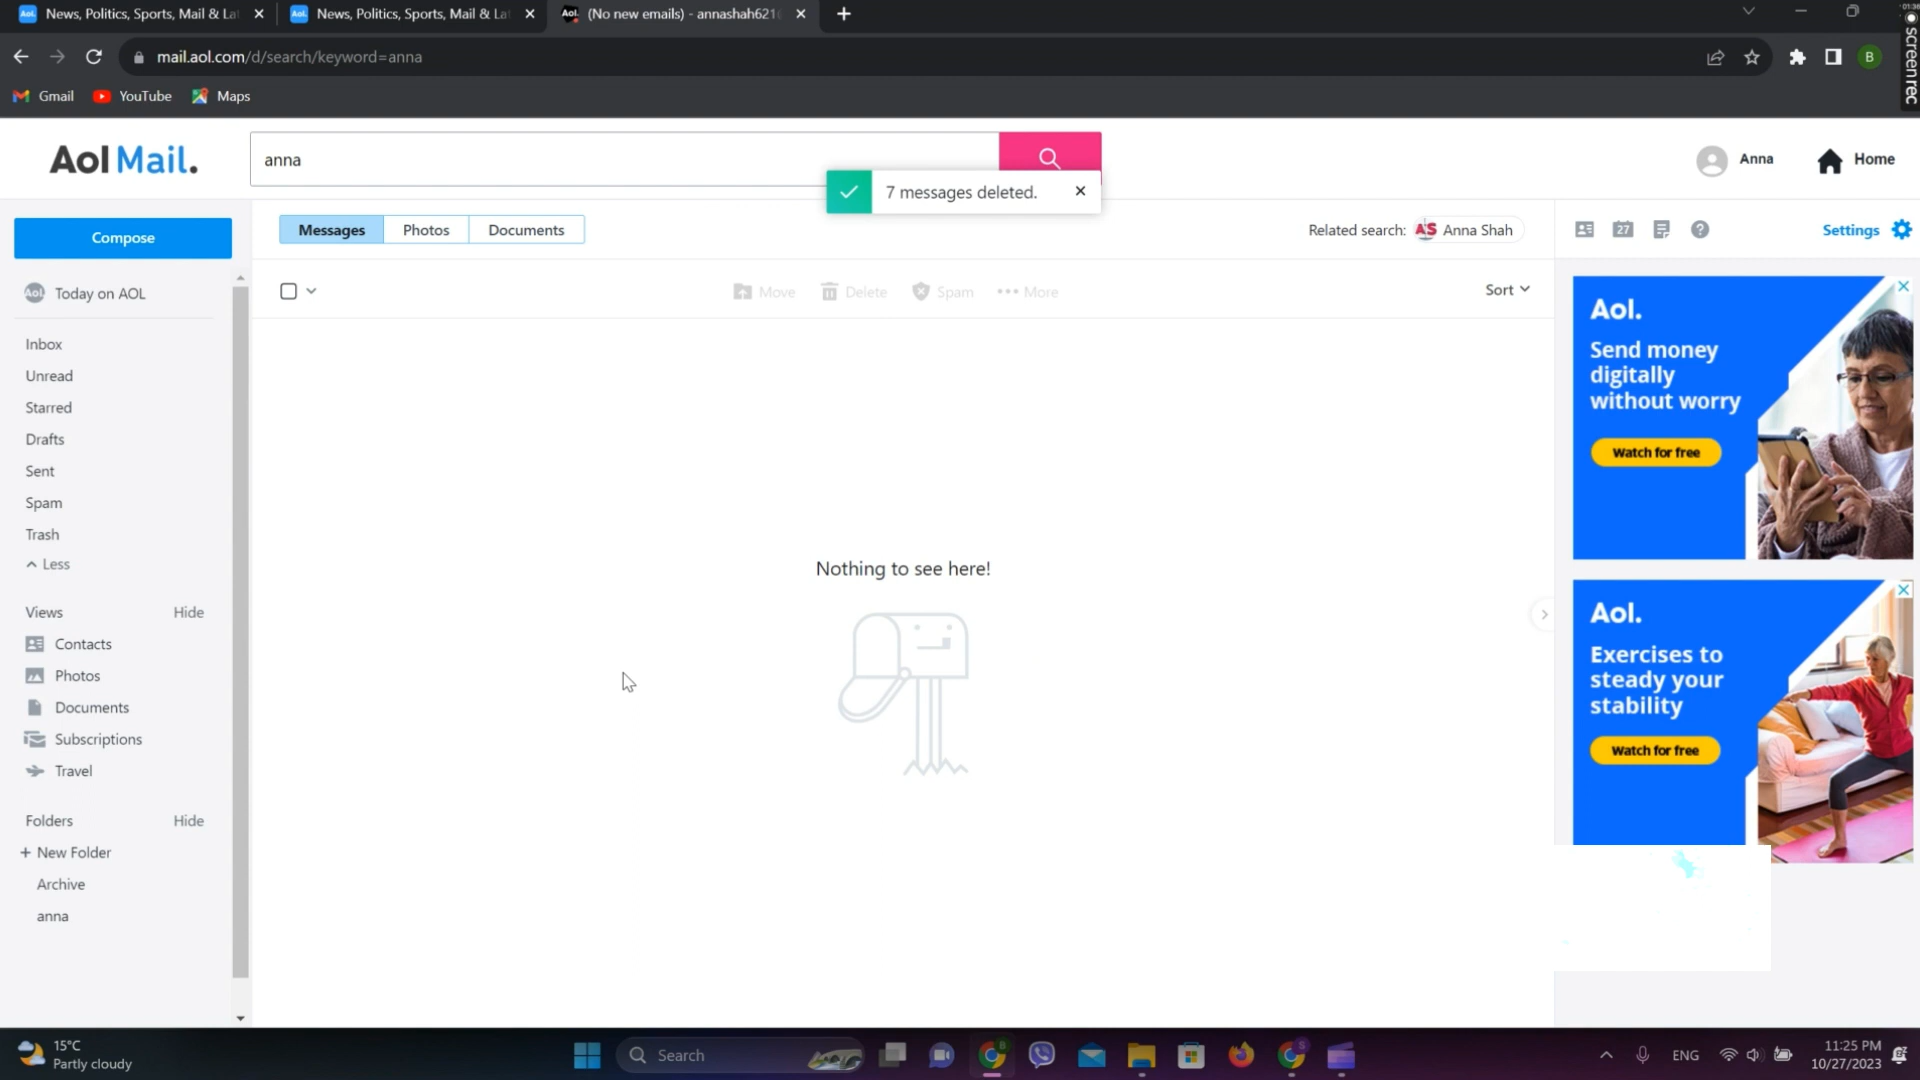 News, Politics, Sports, Mail & La
News, Politics, Sports, Mail & La
Aol.
(No new emails) - annashah621
mail.aol.com/d/search/keyword=anna
B
01:36
screenrec
Gmail
YouTube
Maps
Aol Mail.
anna
Anna
Home
7 messages deleted.
Compose
Messages
Photos
Documents
Related search:
AS
Anna Shah
27
?
Settings
Aol.
Today on AOL
Move
Delete
Spam
More
Sort
Inbox
Unread
Starred
Drafts
Sent
Spam
Trash
Less
Views
Hide
Contacts
Photos
Documents
Subscriptions
Travel
Folders
Hide
+ New Folder
Archive
anna
Nothing to see here!
Aol.
Send money
digitally
without worry
Watch for free
Aol.
Exercises to
steady your
stability
Watch for free
15°C
Partly cloudy
Search
ENG
11:25 PM
10/27/2023